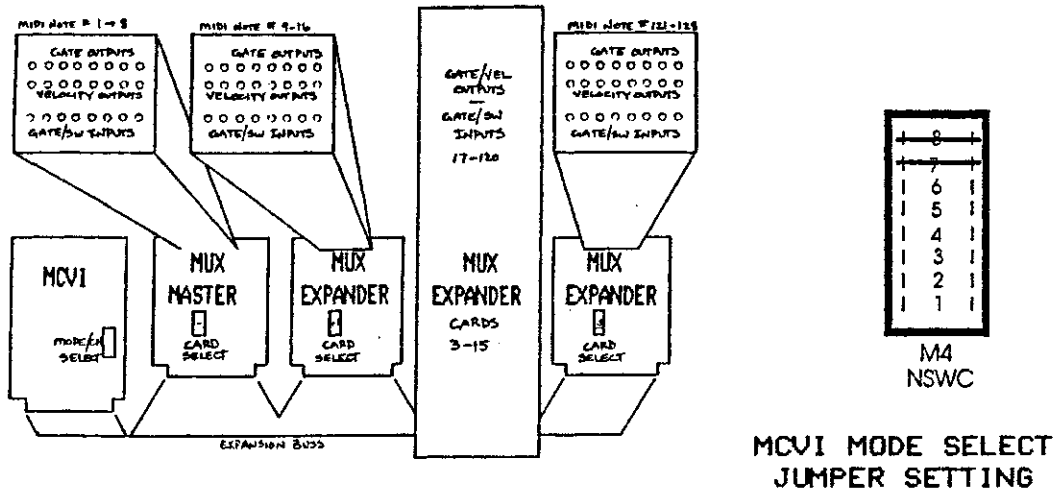 MIDI NOTE # 1→8
GATE OUTPUTS
VELOCITY OUTPUTS
GATE/SW INPUTS
MIDI NOTE # 9-16
GATE OUTPUTS
VELOCITY OUTPUTS
GATE/SW INPUTS
GATE/VEL
OUTPUTS
—
GATE/SW
INPUTS
17-120
MIDI NOTE # 121-128
GATE OUTPUTS
VELOCITY OUTPUTS
GATE/SW INPUTS
MCVI
MODE/CH
SELECT
MUX
MASTER
CARD
SELECT
MUX
EXPANDER
CARD
SELECT
MUX
EXPANDER
CARDS
3-15
MUX
EXPANDER
CARD
SELECT
EXPANSION BUSS
8
7
6
5
4
3
2
1
M4
NSWC
MCVI MODE SELECT
JUMPER SETTING